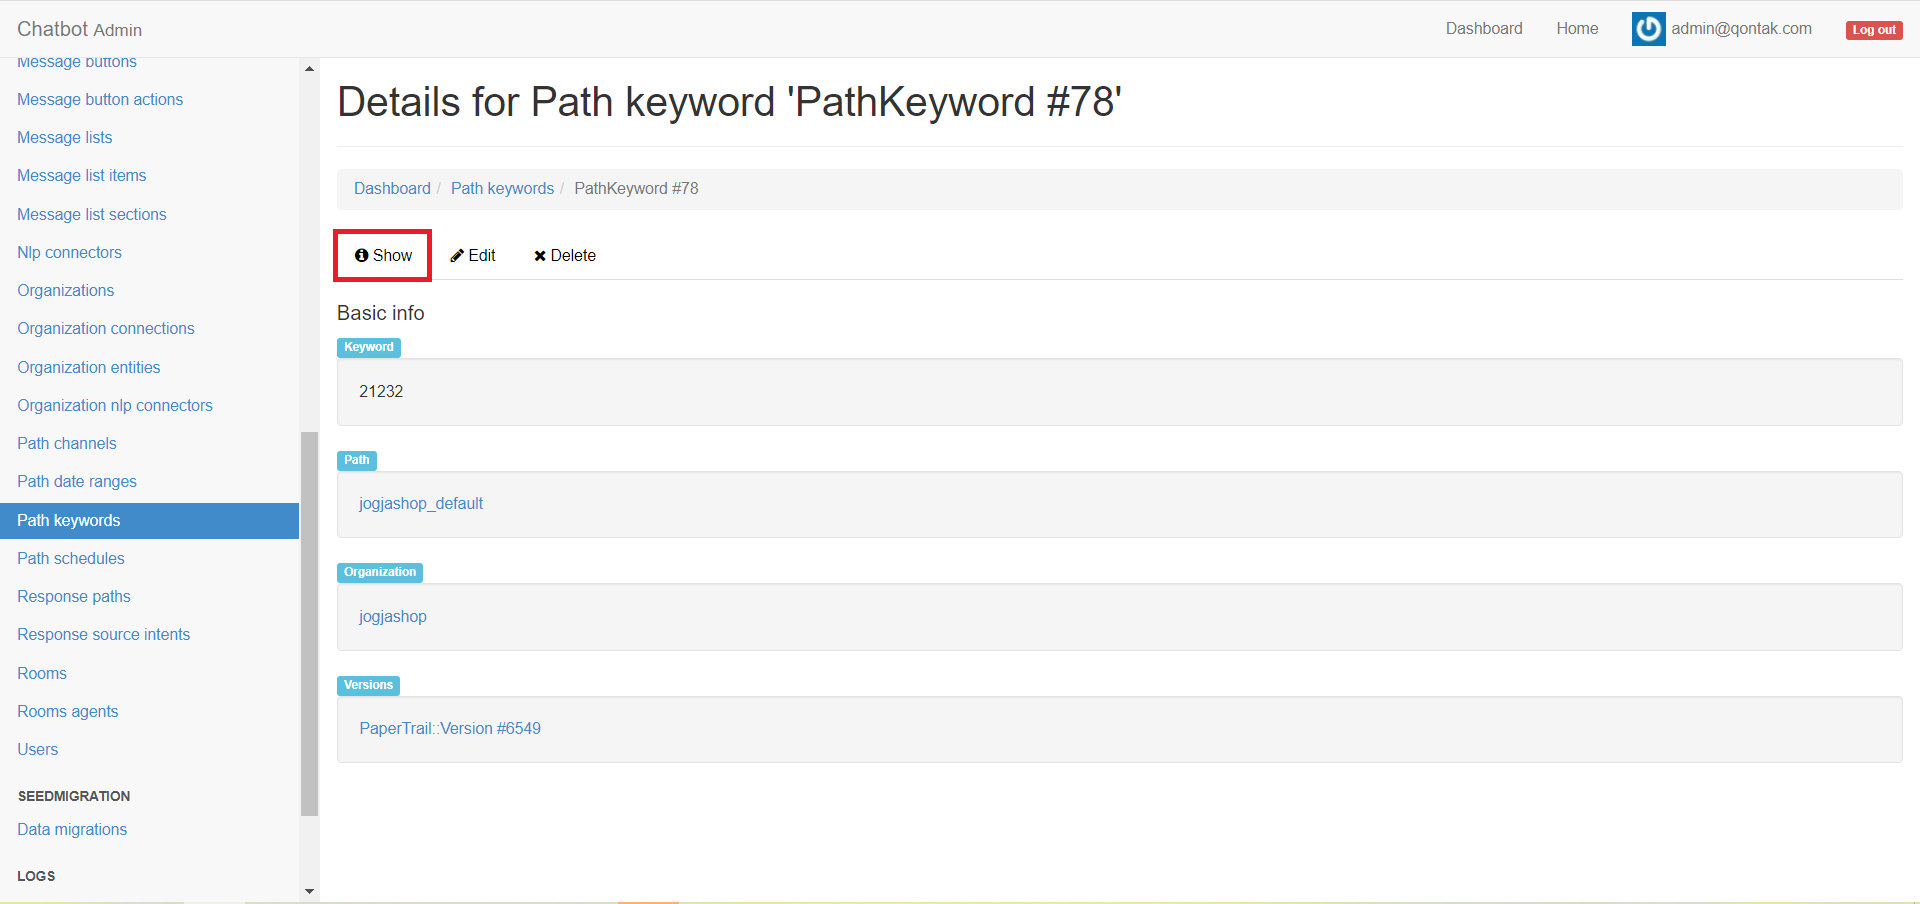 Chatbot Admin
Dashboard
Home
admin@qontak.com
Log out
Message buttons
Message button actions
Message lists
Message list items
Message list sections
Nlp connectors
Organizations
Organization connections
Organization entities
Organization nlp connectors
Path channels
Path date ranges
Path keywords
Path schedules
Response paths
Response source intents
Rooms
Rooms agents
Users
SEEDMIGRATION
Data migrations
LOGS
Details for Path keyword 'PathKeyword #78'
Dashboard / Path keywords / PathKeyword #78
Show
Edit
Delete
Basic info
Keyword
21232
Path
jogjashop_default
Organization
jogjashop
Versions
PaperTrail::Version #6549